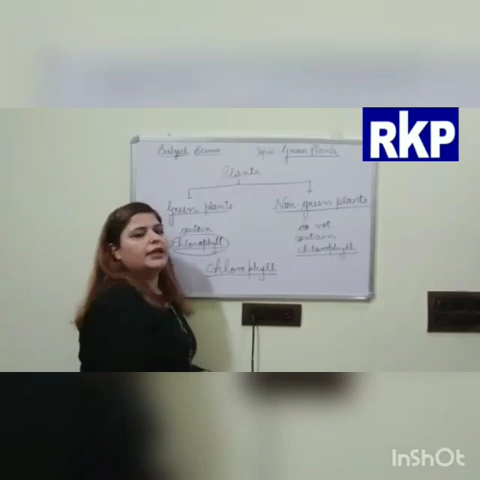 RKP
Subject Science Topic Green Plants
Plants
Green plants Non-green plants
contain do not
Chlorophyll contain
chlorophyll
Chlorophyll
InShOt